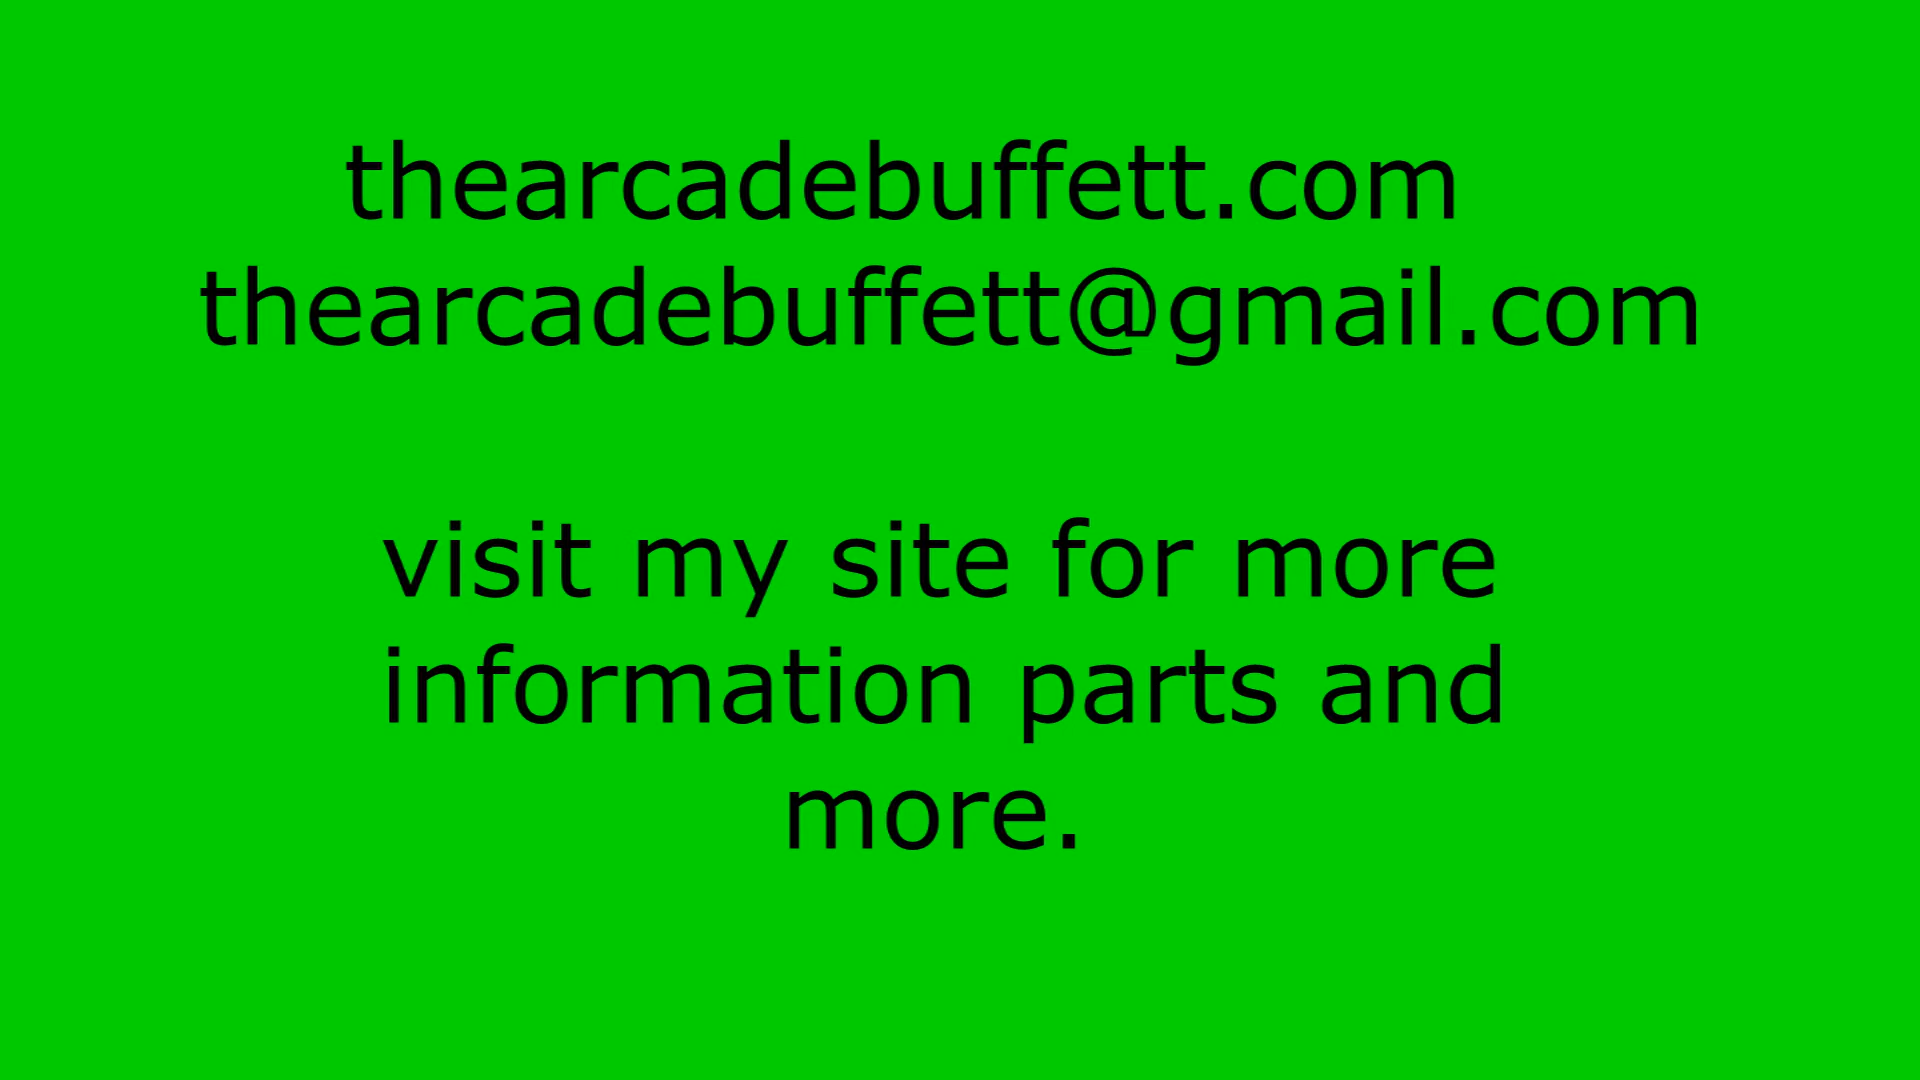 thearcadebuffett.com
thearcadebuffett@gmail.com
visit my site for more
information parts and
more.